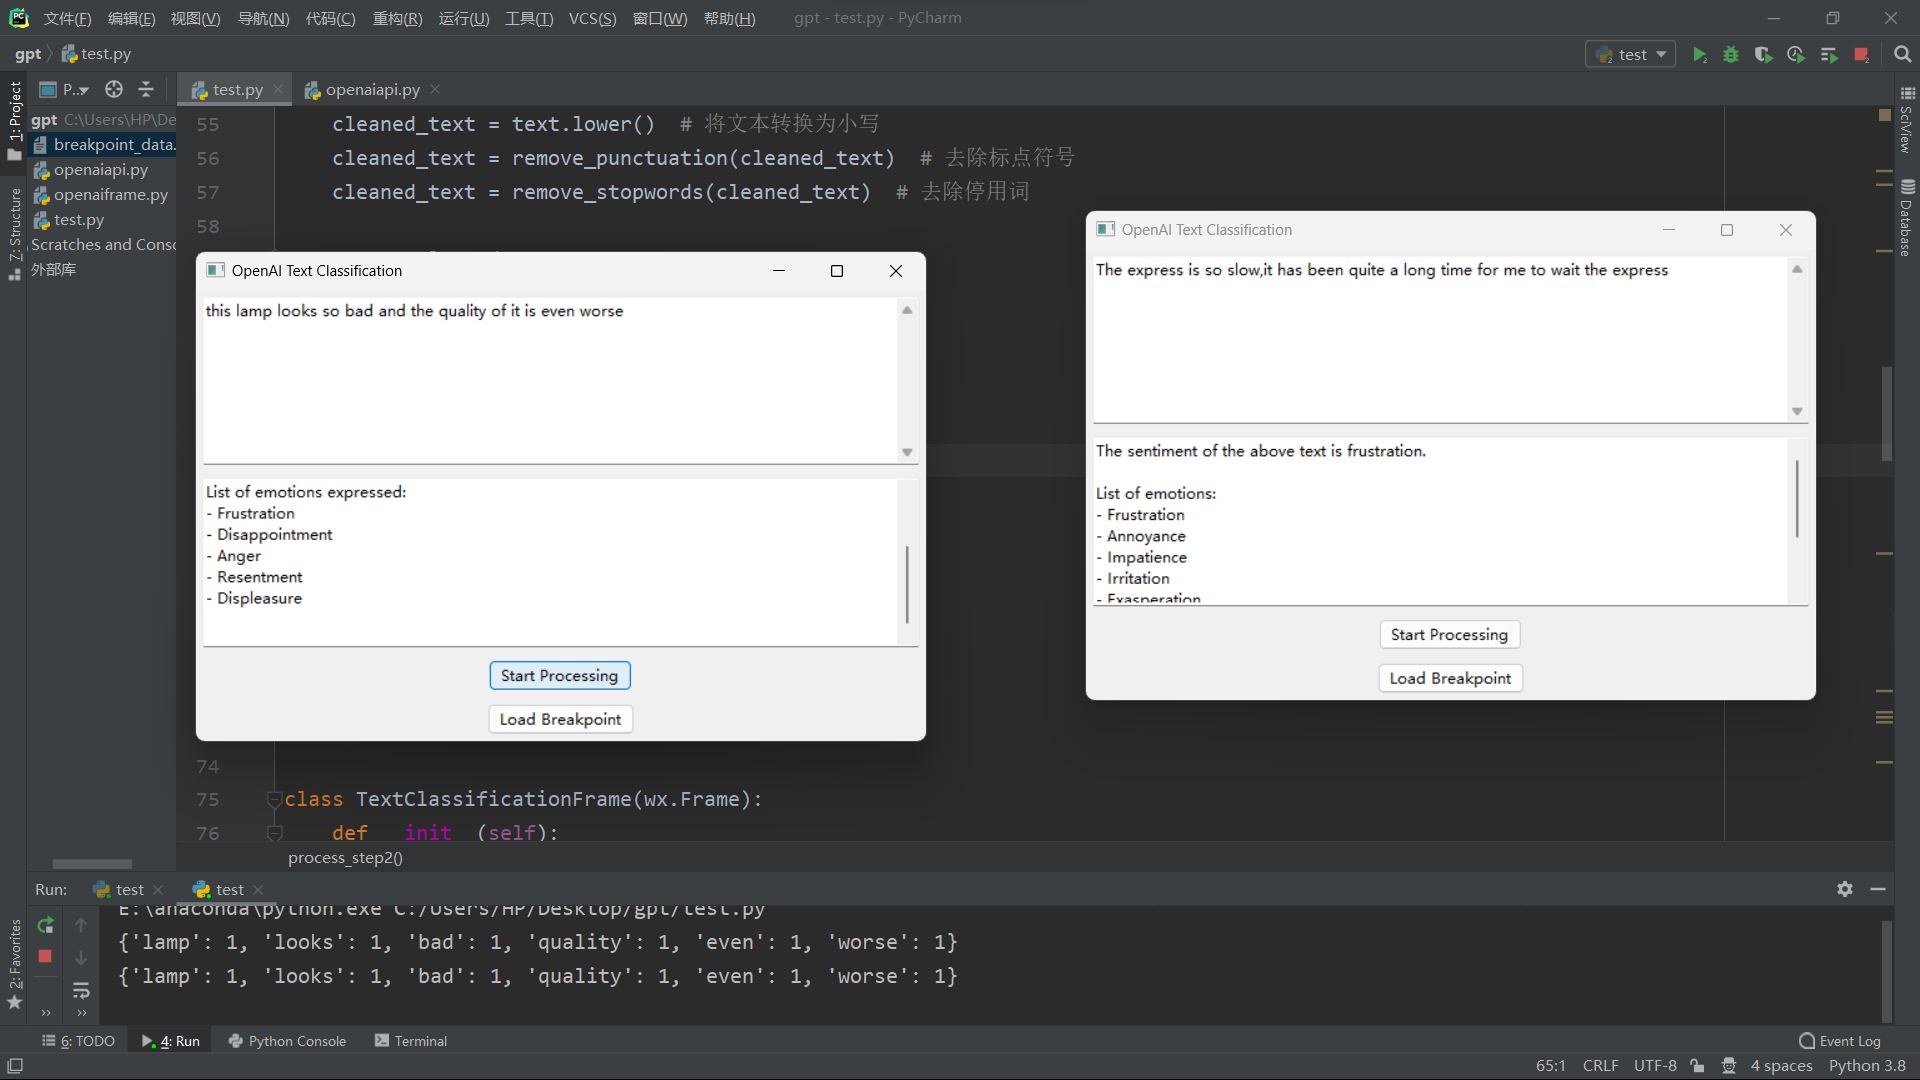 文件(F) 编辑(E) 视图(V) 导航(N) 代码(C) 重构(R) 运行(U) 工具(T) VCS(S) 窗口(W) 帮助(H) gpt - test.py - PyCharm
gpt test.py test
1: Project
P.. test.py openaiapi.py
gpt C:\Users\HP\De
breakpoint_data.
openaiapi.py
openaiframe.py
test.py
Scratches and Conso
外部库
7: Structure
2: Favorites
SciView
Database
55 cleaned_text = text.lower() # 将文本转换为小写
56 cleaned_text = remove_punctuation(cleaned_text) # 去除标点符号
57 cleaned_text = remove_stopwords(cleaned_text) # 去除停用词
58
OpenAI Text Classification
this lamp looks so bad and the quality of it is even worse
List of emotions expressed:
- Frustration
- Disappointment
- Anger
- Resentment
- Displeasure
Start Processing
Load Breakpoint
OpenAI Text Classification
The express is so slow,it has been quite a long time for me to wait the express
The sentiment of the above text is frustration.
List of emotions:
- Frustration
- Annoyance
- Impatience
- Irritation
- Exasperation
Start Processing
Load Breakpoint
74
75 class TextClassificationFrame(wx.Frame):
76 def __init__(self):
process_step2()
Run: test test
E:\anaconda\python.exe C:/Users/HP/Desktop/gpt/test.py
{'lamp': 1, 'looks': 1, 'bad': 1, 'quality': 1, 'even': 1, 'worse': 1}
{'lamp': 1, 'looks': 1, 'bad': 1, 'quality': 1, 'even': 1, 'worse': 1}
6: TODO 4: Run Python Console Terminal Event Log
65:1 CRLF UTF-8 4 spaces Python 3.8